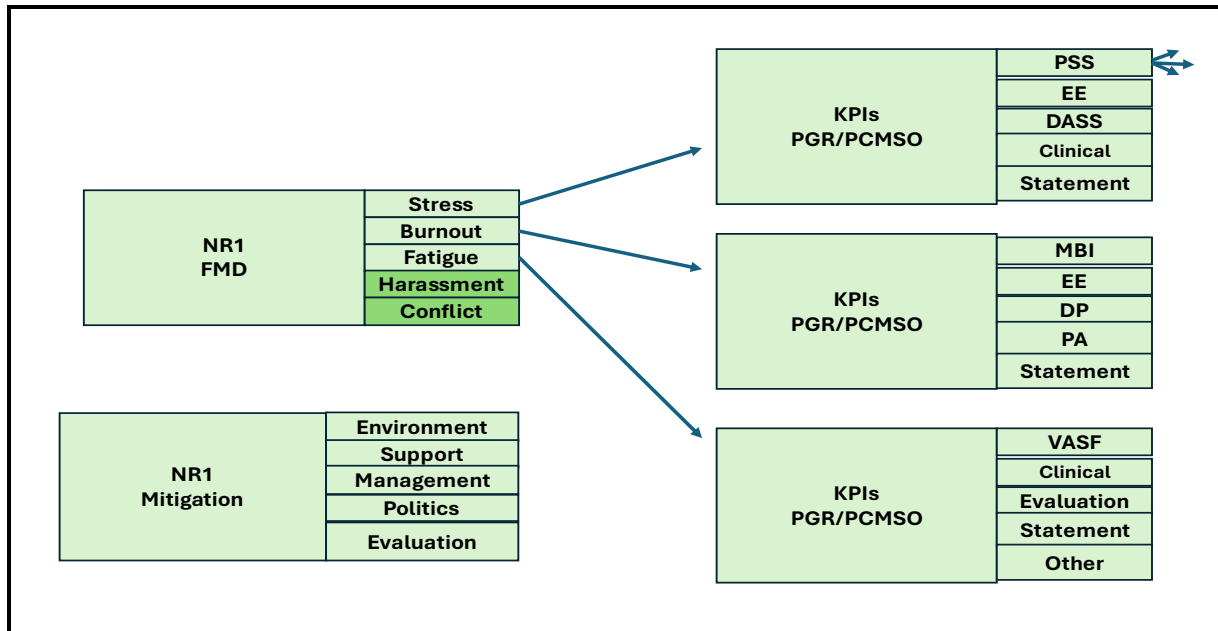 NR1
FMD
Stress
Burnout
Fatigue
Harassment
Conflict
NR1
Mitigation
Environment
Support
Management
Politics
Evaluation
KPIs
PGR/PCMSO
PSS
EE
DASS
Clinical
Statement
KPIs
PGR/PCMSO
MBI
EE
DP
PA
Statement
KPIs
PGR/PCMSO
VASF
Clinical
Evaluation
Statement
Other